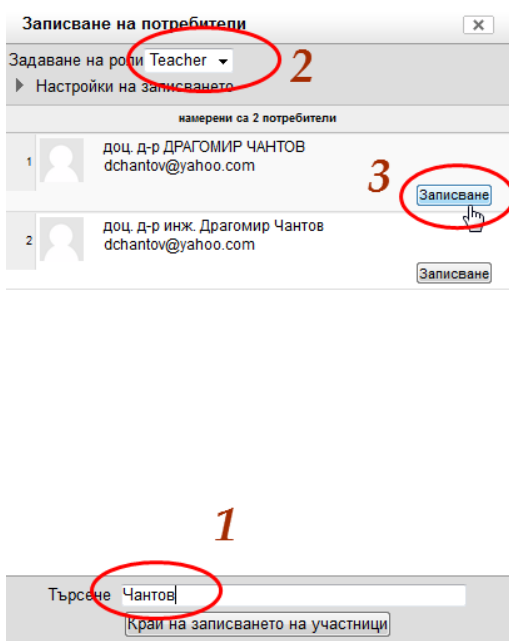 Записване на потребители
Задаване на роли Teacher
2
Настройки на записването
намерени са 2 потребители
1
доц. д-р ДРАГОМИР ЧАНТОВ
dchantov@yahoo.com
3
Записване
2
доц. д-р инж. Драгомир Чантов
dchantov@yahoo.com
Записване
1
Търсене Чантов
Край на записването на участници